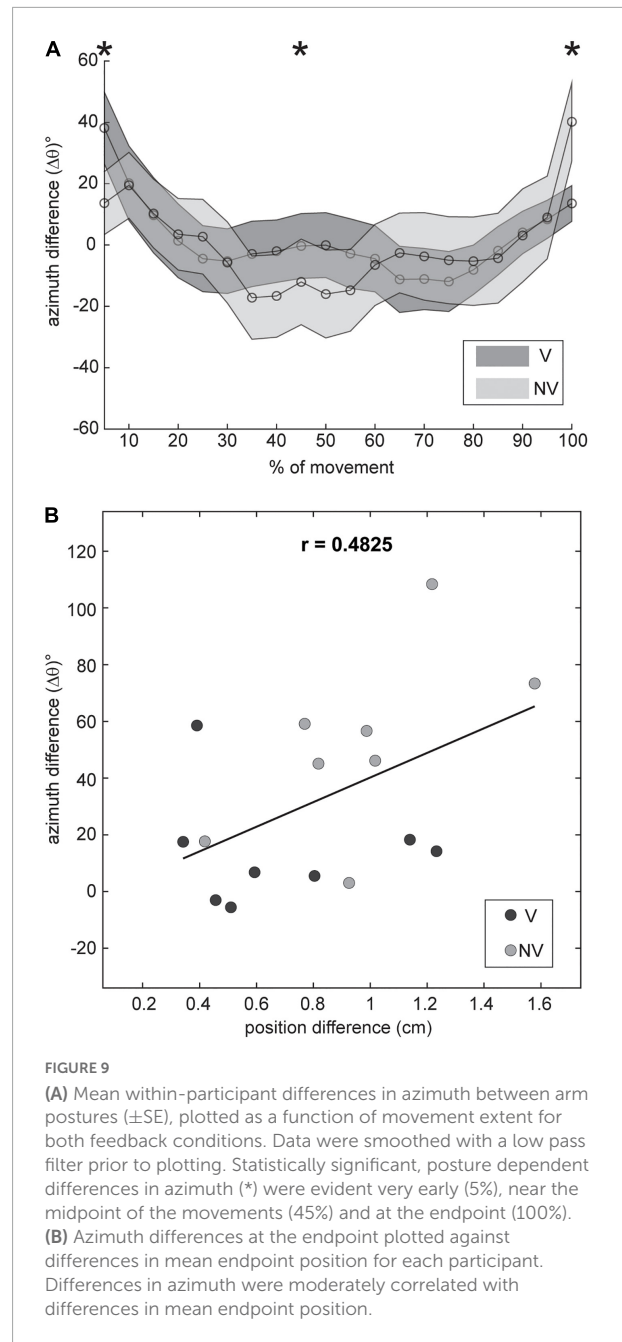 A
* * *
60
40
20
0
-20
-40
-60
azimuth difference (Δθ)°
V
NV
10 20 30 40 50 60 70 80 90 100
% of movement
B
r = 0.4825
120
100
80
60
40
20
0
-20
azimuth difference (Δθ)°
V
NV
0.2 0.4 0.6 0.8 1 1.2 1.4 1.6
position difference (cm)
FIGURE 9
(A) Mean within-participant differences in azimuth between arm
postures (±SE), plotted as a function of movement extent for
both feedback conditions. Data were smoothed with a low pass
filter prior to plotting. Statistically significant, posture dependent
differences in azimuth (*) were evident very early (5%), near the
midpoint of the movements (45%) and at the endpoint (100%).
(B) Azimuth differences at the endpoint plotted against
differences in mean endpoint position for each participant.
Differences in azimuth were moderately correlated with
differences in mean endpoint position.